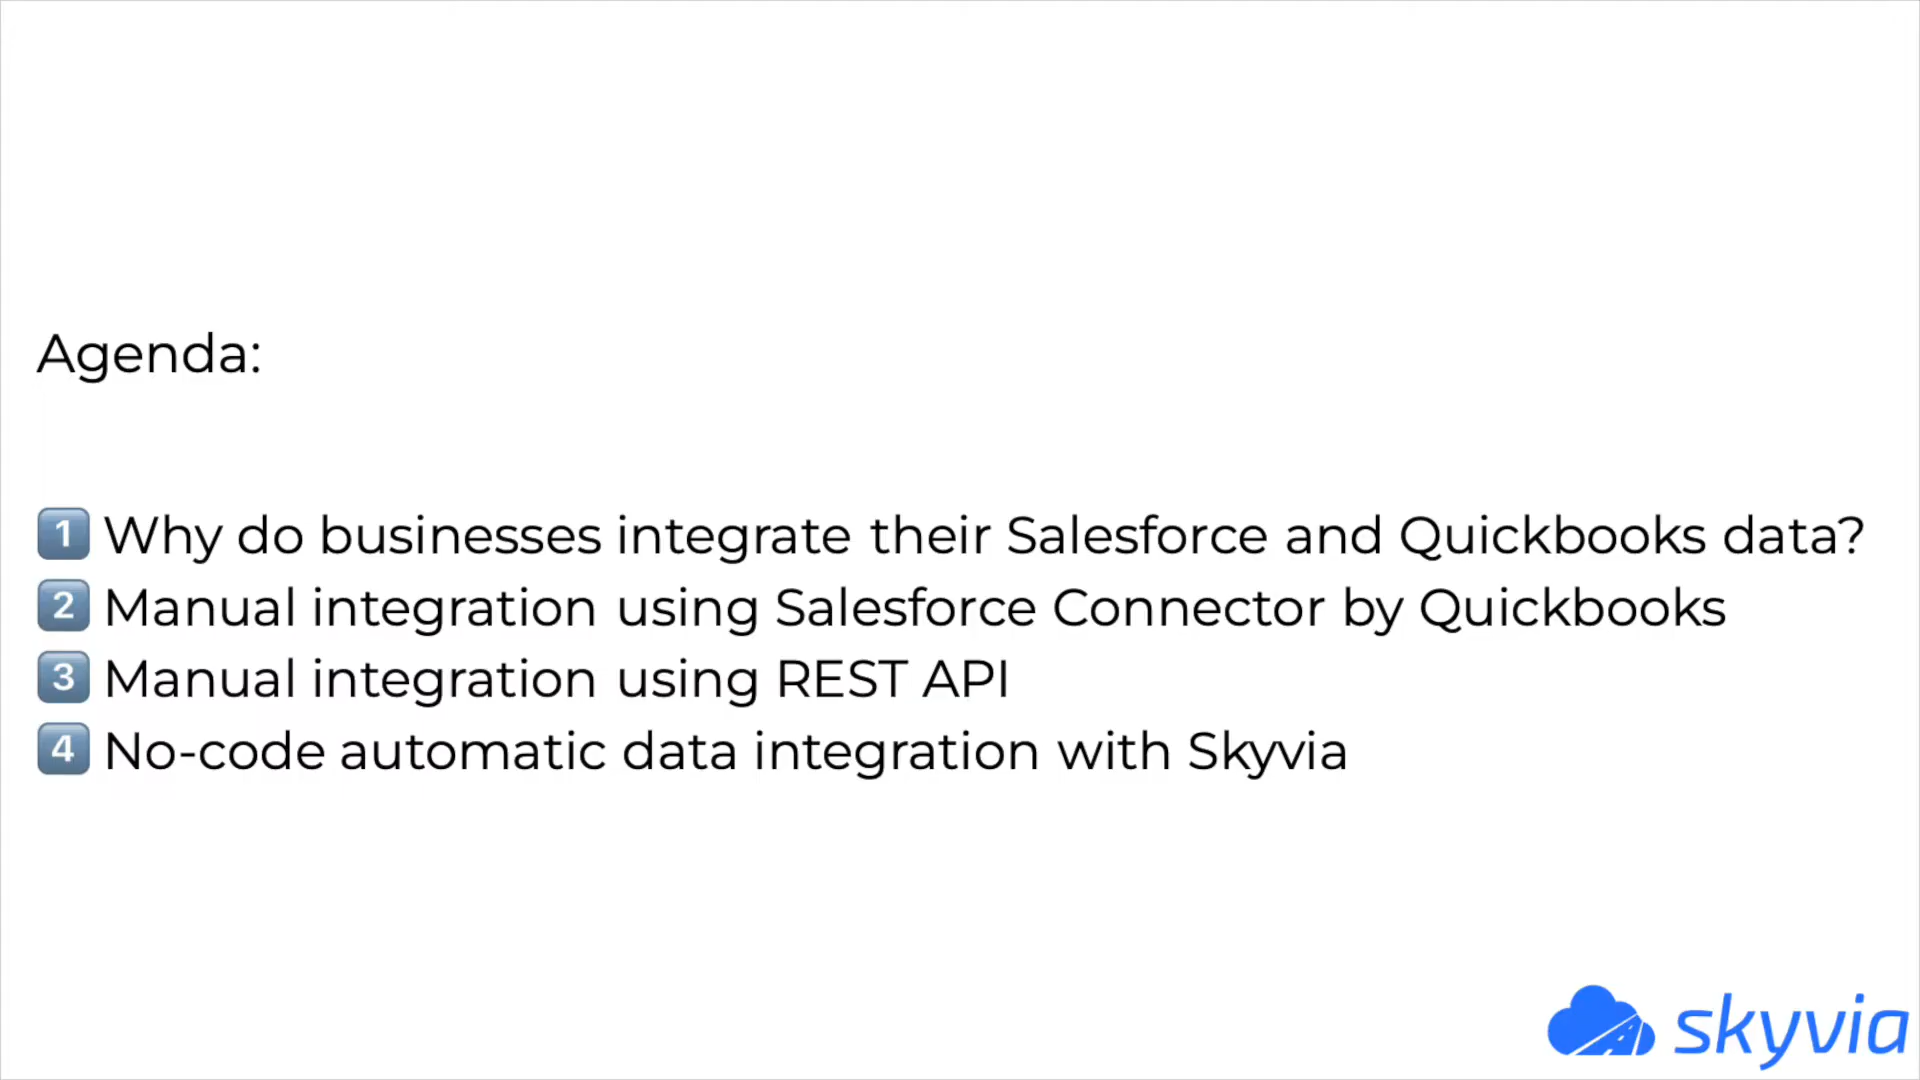 Agenda:
1 Why do businesses integrate their Salesforce and Quickbooks data?
2 Manual integration using Salesforce Connector by Quickbooks
3 Manual integration using REST API
4 No-code automatic data integration with Skyvia
skyvia